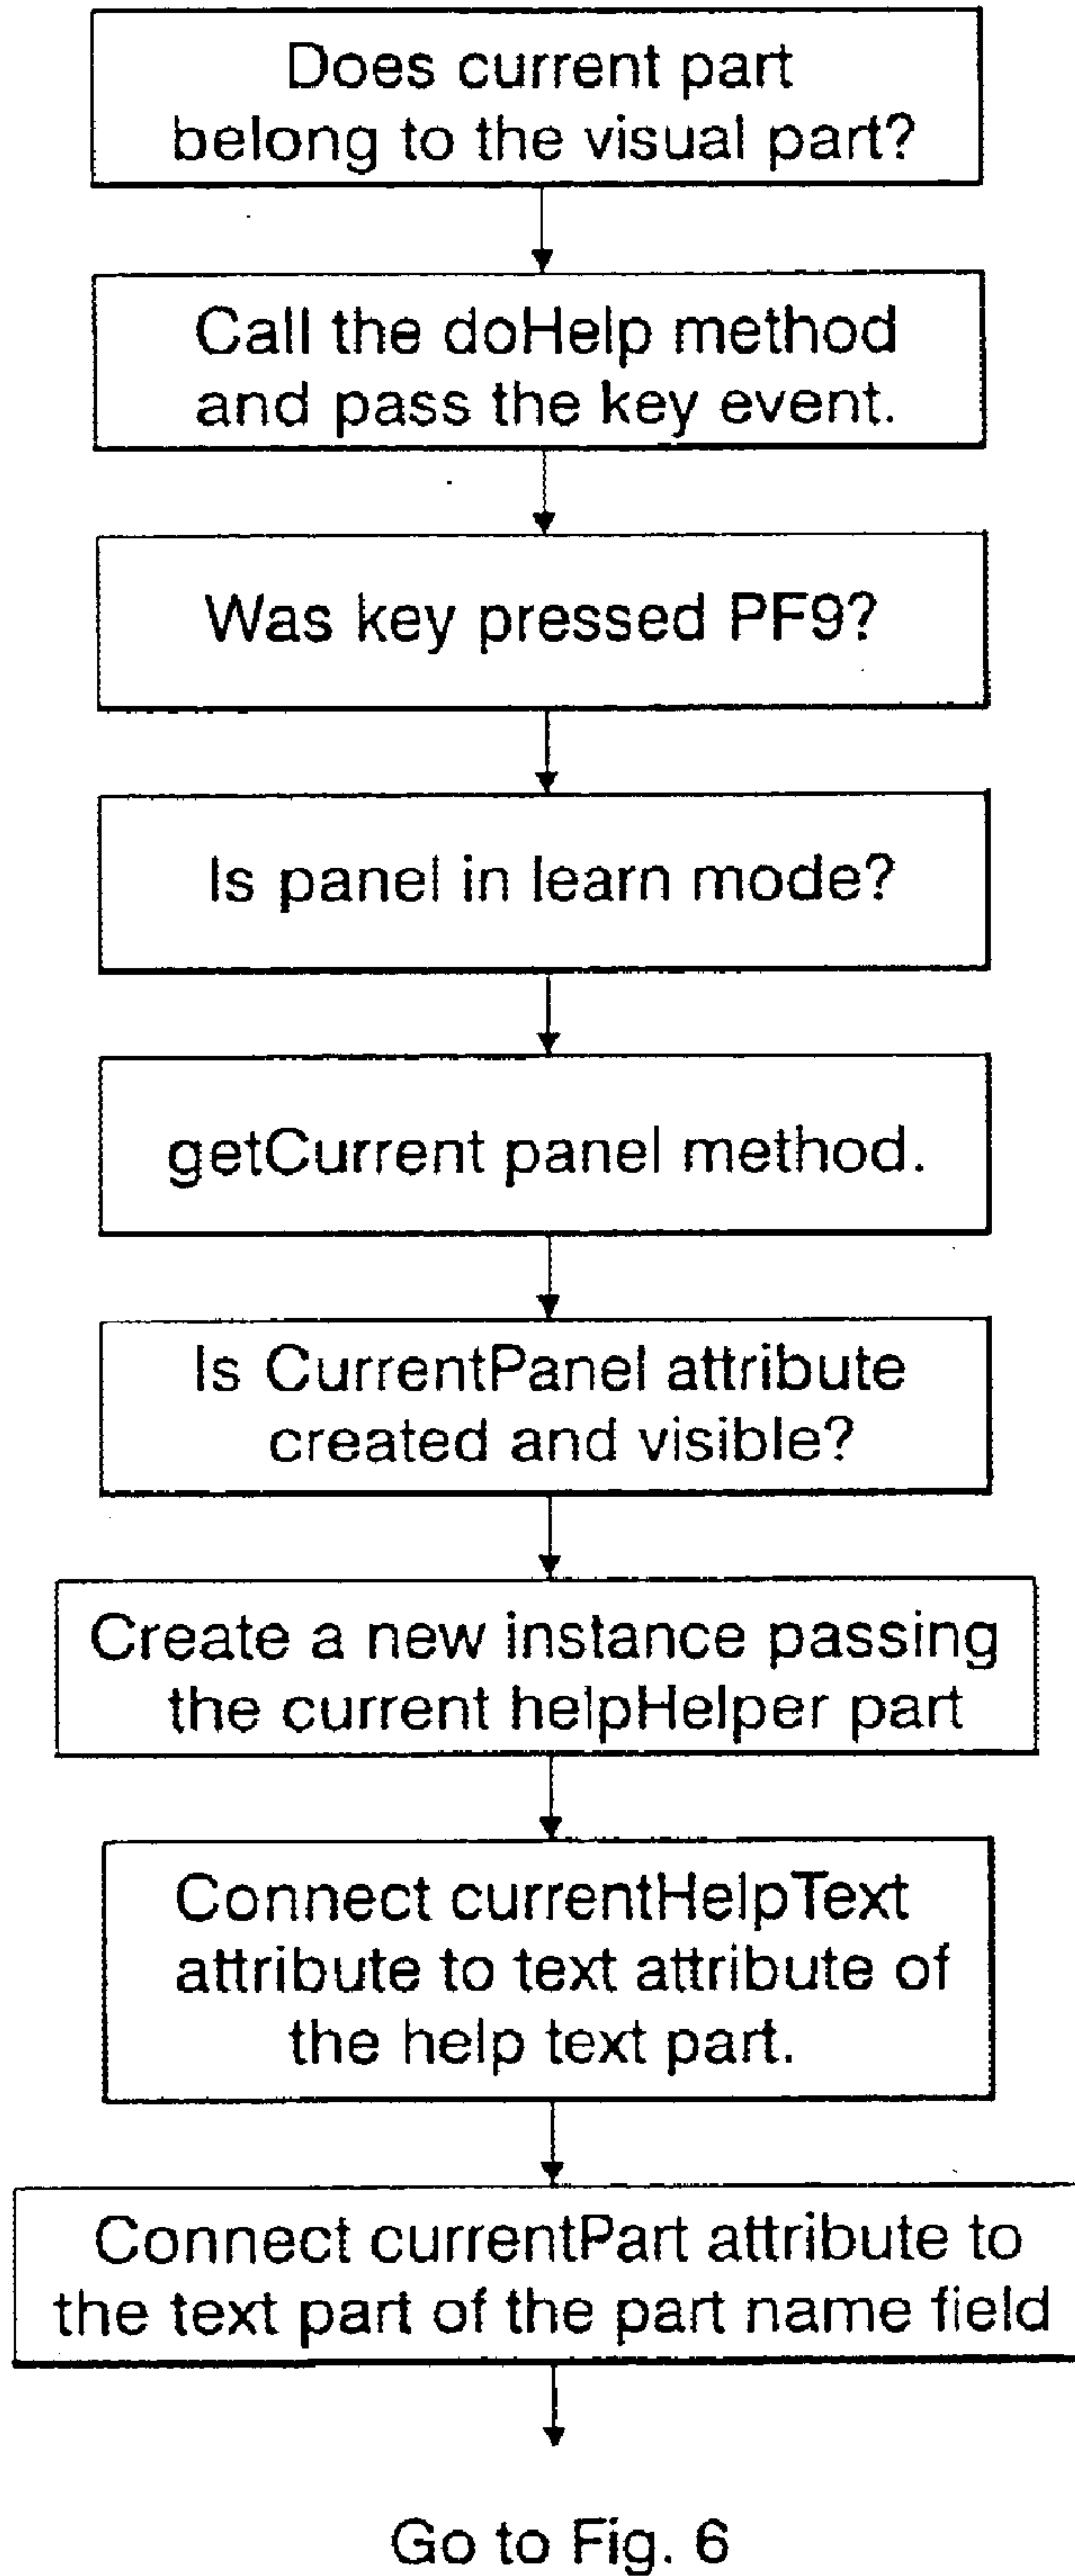 Does current part
belong to the visual part?
Call the doHelp method
and pass the key event.
Was key pressed PF9?
Is panel in learn mode?
getCurrent panel method.
Is CurrentPanel attribute
created and visible?
Create a new instance passing
the current helpHelper part
Connect currentHelpText
attribute to text attribute of
the help text part.
Connect currentPart attribute to
the text part of the part name field
Go to Fig. 6